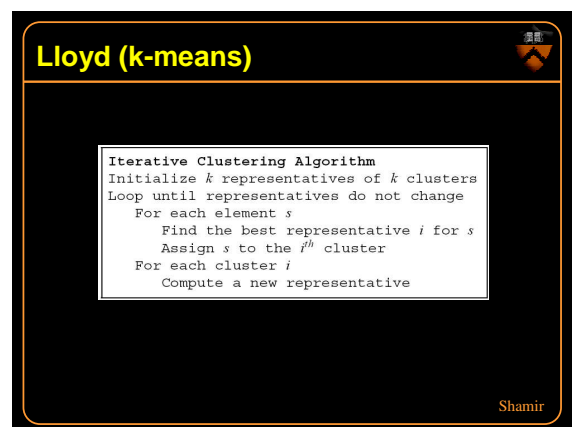 Lloyd (k-means)
Iterative Clustering Algorithm
Initialize k representatives of k clusters
Loop until representatives do not change
For each element s
Find the best representative i for s
Assign s to the i^th cluster
For each cluster i
Compute a new representative
Shamir